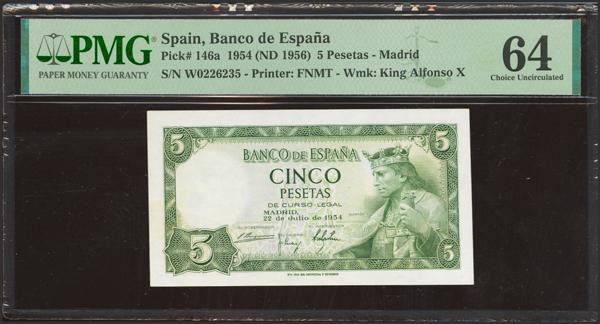 PMG
PAPER MONEY GUARANTY
Spain, Banco de España
Pick# 146a 1954 (ND 1956) 5 Pesetas - Madrid
S/N W0226235 - Printer: FNMT - Wmk: King Alfonso X
64
Choice Uncirculated
5
5
BANCO DE ESPAÑA
CINCO
PESETAS
DE CURSO LEGAL
MADRID,
22 de Julio de 1954
5
5